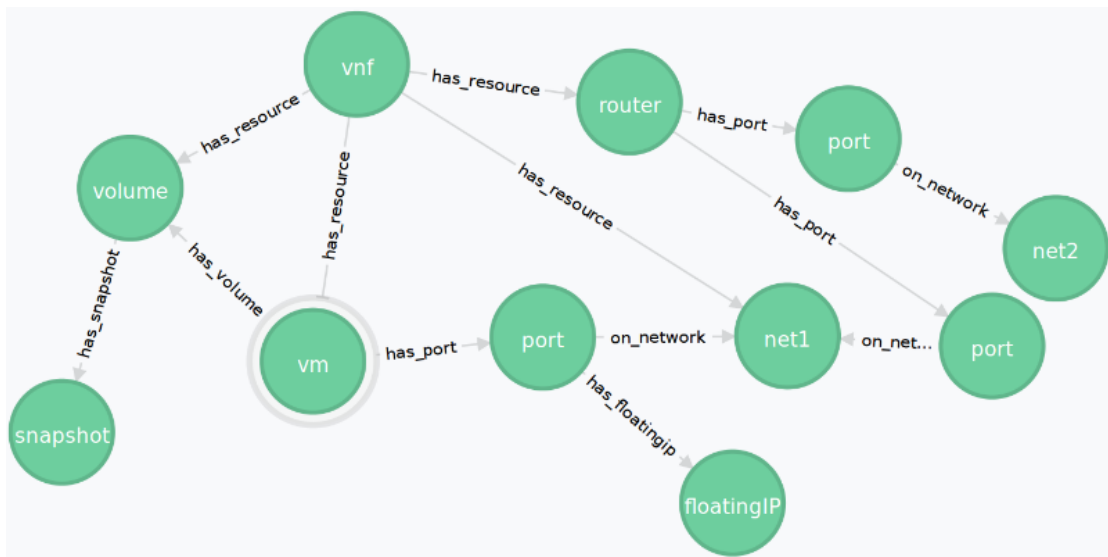 vnf
has_resource
router
has_port
port
has_resource
volume
has_resource
has_resource
has_port
on_network
net2
has_snapshot
has_volume
vm
has_port
port
on_network
net1
on_net...
port
has_floatingip
snapshot
floatingIP